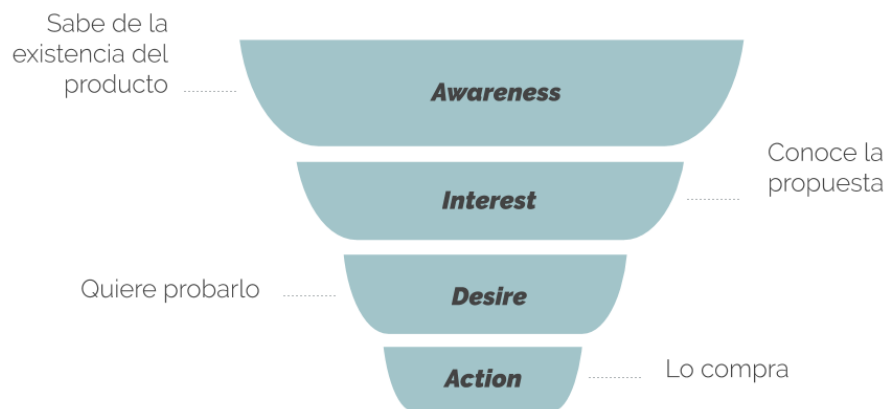 Sabe de la
existencia del
producto
Awareness
Conoce la
propuesta
Interest
Quiere probarlo
Desire
Lo compra
Action